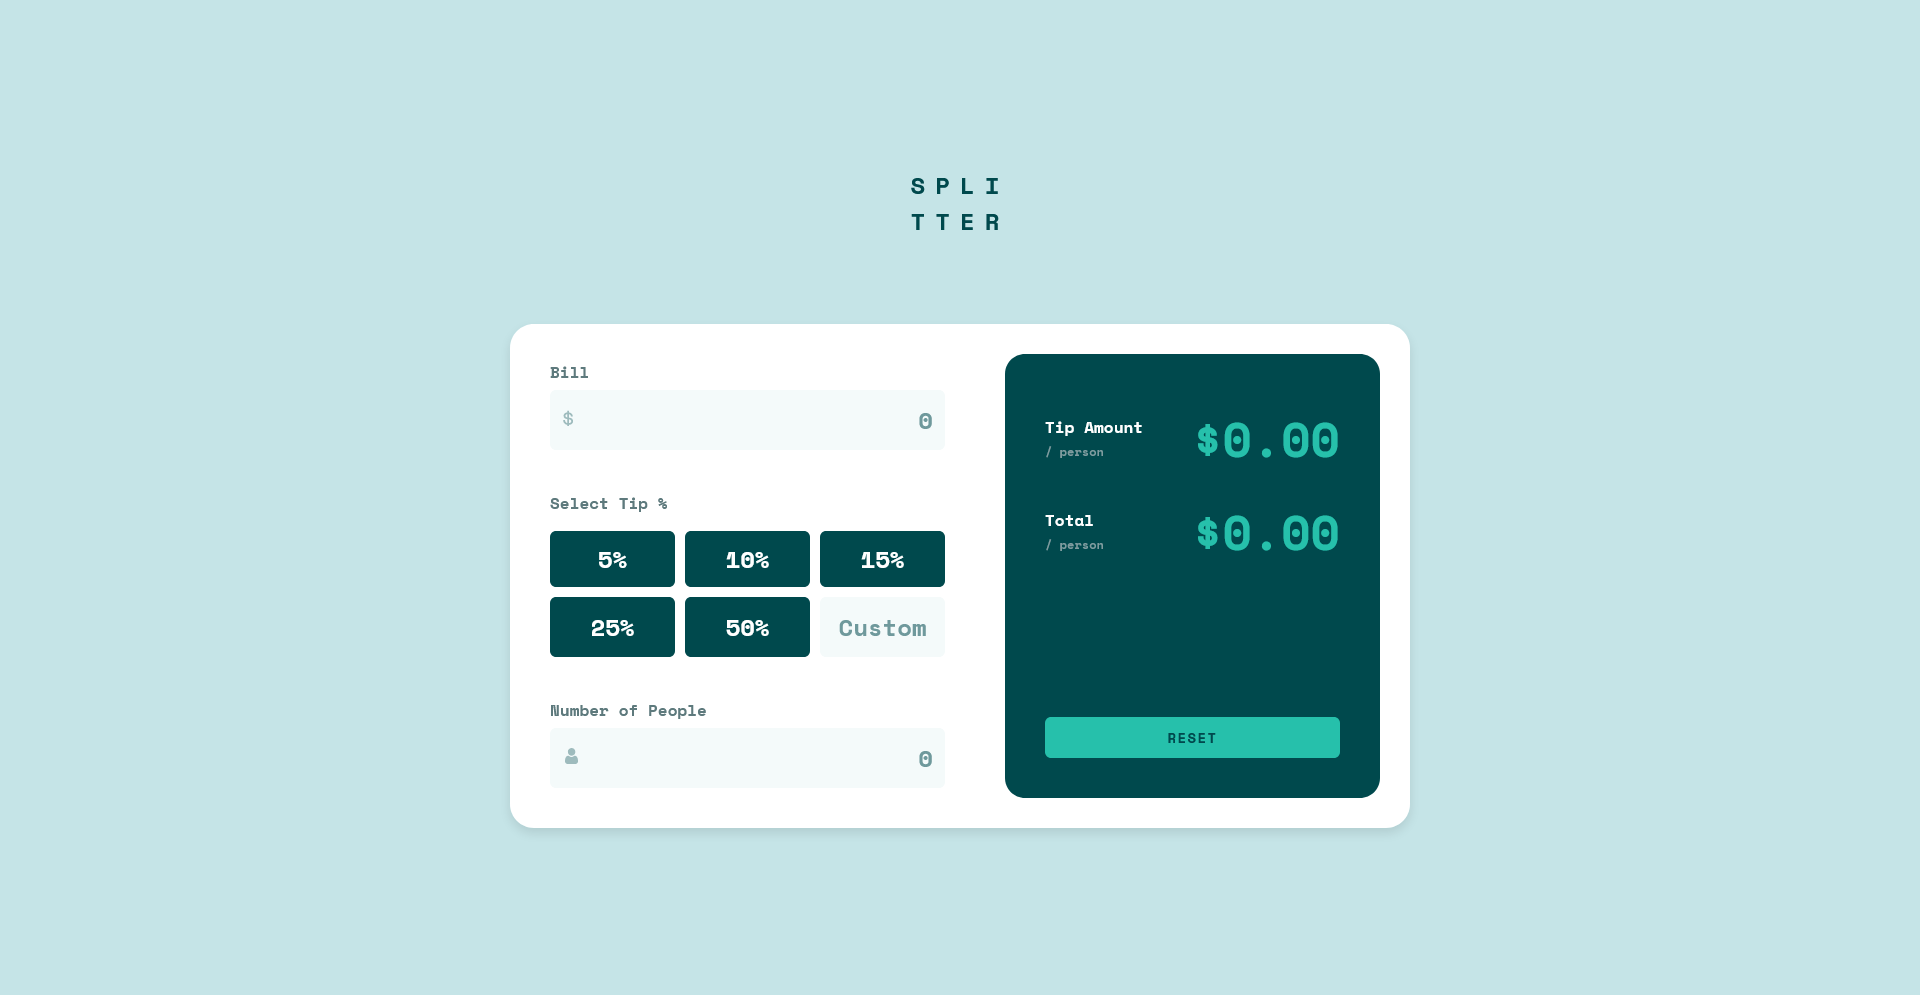 SPLI
TTER
Bill
$ 0
Select Tip %
5% 10% 15%
25% 50% Custom
Number of People
0
Tip Amount
/ person
$0.00
Total
/ person
$0.00
RESET